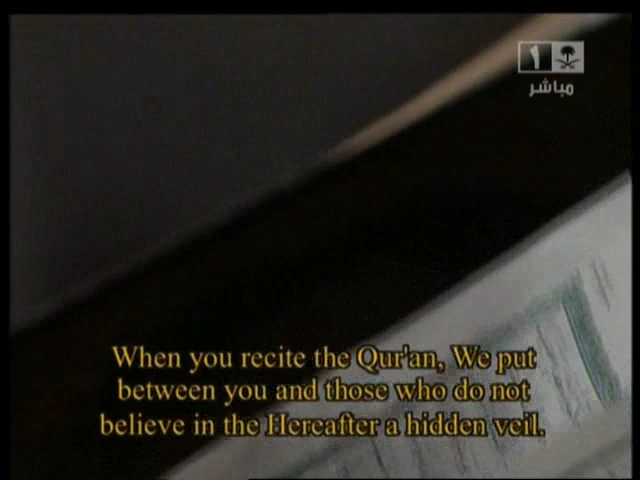 ١
مباشر
When you recite the Qur'an, We put
between you and those who do not
believe in the Hereafter a hidden veil.